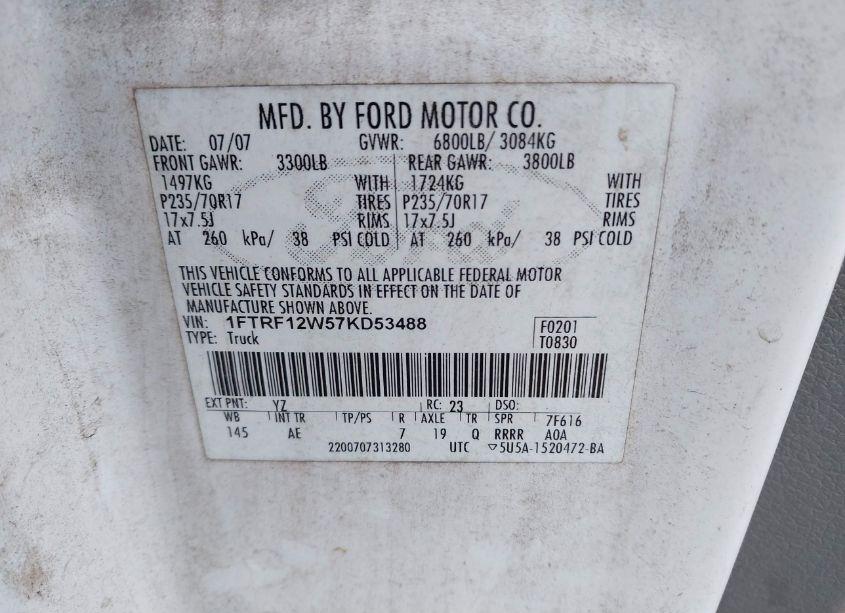 MFD. BY FORD MOTOR CO.
DATE: 07/07 GVWR: 6800LB/ 3084KG
FRONT GAWR: 3300LB REAR GAWR: 3800LB
1497KG WITH 1724KG WITH
P235/70R17 TIRES P235/70R17 TIRES
17x7.5J RIMS 17x7.5J RIMS
AT 260 kPa/ 38 PSI COLD AT 260 kPa/ 38 PSI COLD
THIS VEHICLE CONFORMS TO ALL APPLICABLE FEDERAL MOTOR
VEHICLE SAFETY STANDARDS IN EFFECT ON THE DATE OF
MANUFACTURE SHOWN ABOVE.
VIN: 1FTRF12W57KD53488 F0201
TYPE: Truck T0830
EXT PNT: YZ RC: 23 DSO:
WB INT TR TP/PS R AXLE TR SPR 7F616
145 AE 7 19 Q RRRR AOA
2200707313280 UTC ▽5U5A-1520472-BA